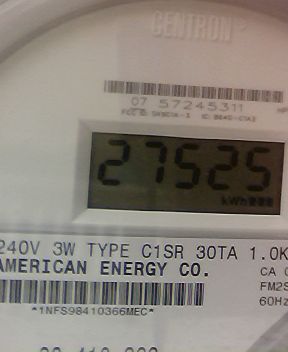 CENTRON®
07 57245311
27525
kWh
240V 3W TYPE C1SR 30TA 1.0K
AMERICAN ENERGY CO.
CA
FM2S
60Hz
*1NFS98410366MEC*